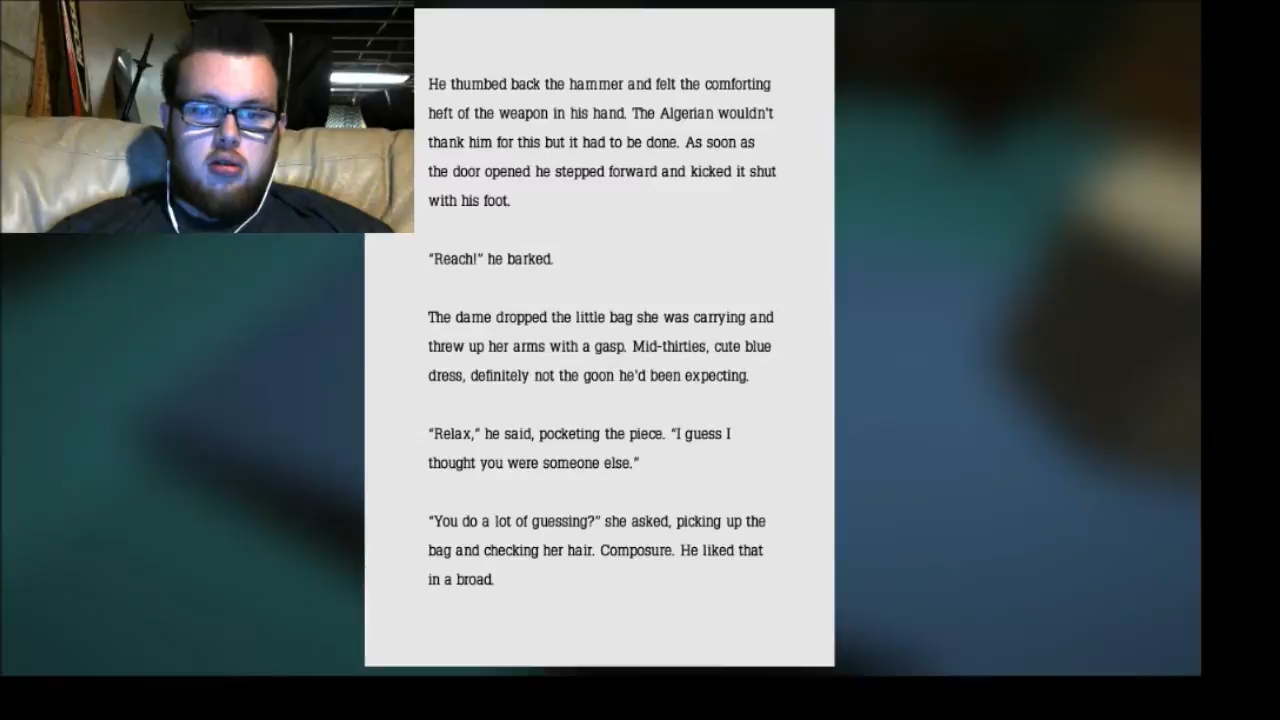 He thumbed back the hammer and felt the comforting
heft of the weapon in his hand. The Algerian wouldn't
thank him for this but it had to be done. As soon as
the door opened he stepped forward and kicked it shut
with his foot.
“Reach!” he barked.
The dame dropped the little bag she was carrying and
threw up her arms with a gasp. Mid-thirties, cute blue
dress, definitely not the goon he'd been expecting.
“Relax,” he said, pocketing the piece. “I guess I
thought you were someone else.”
“You do a lot of guessing?” she asked, picking up the
bag and checking her hair. Composure. He liked that
in a broad.